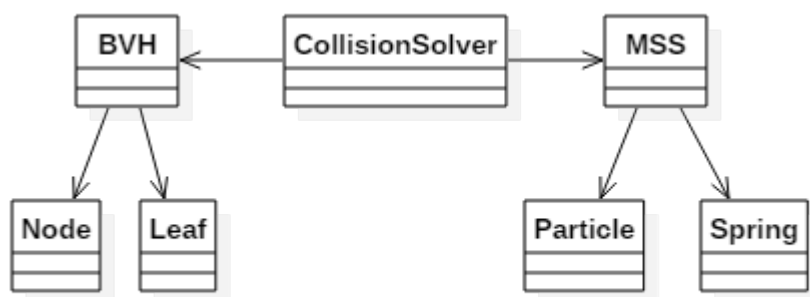 BVH
CollisionSolver
MSS
Node
Leaf
Particle
Spring